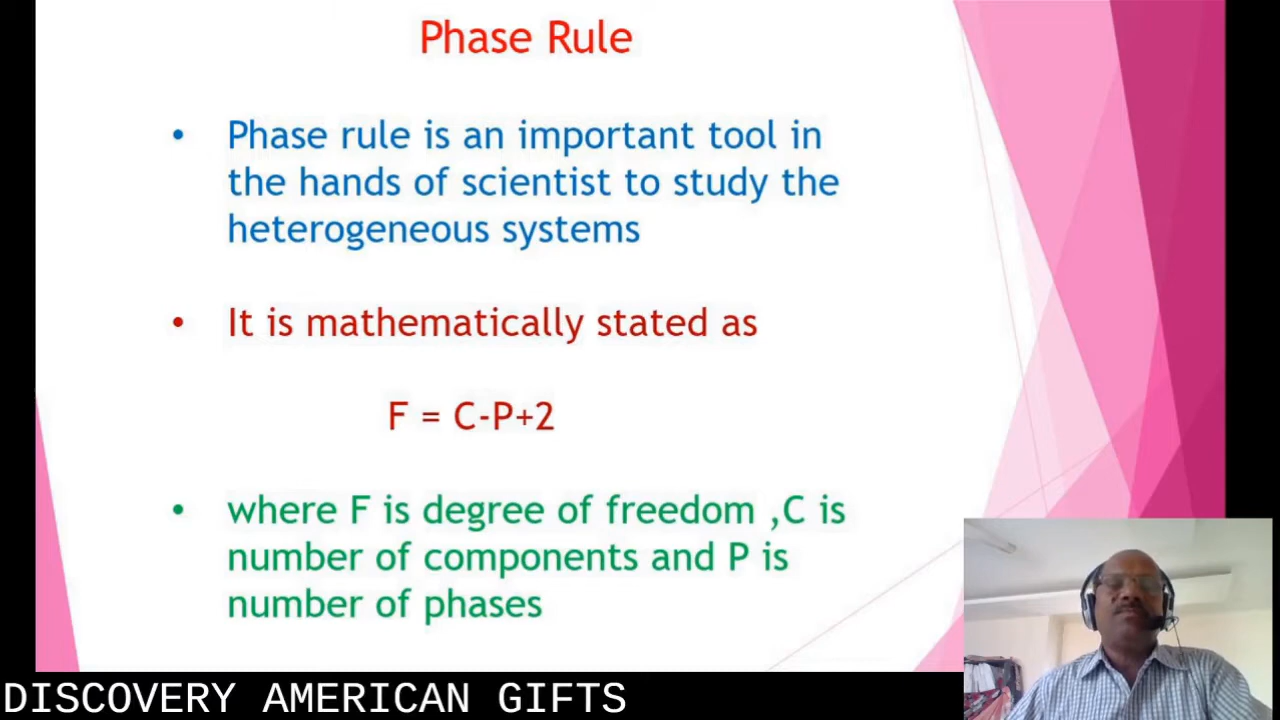 Phase Rule
• Phase rule is an important tool in
the hands of scientist to study the
heterogeneous systems
• It is mathematically stated as
F = C-P+2
• where F is degree of freedom ,C is
number of components and P is
number of phases
DISCOVERY AMERICAN GIFTS